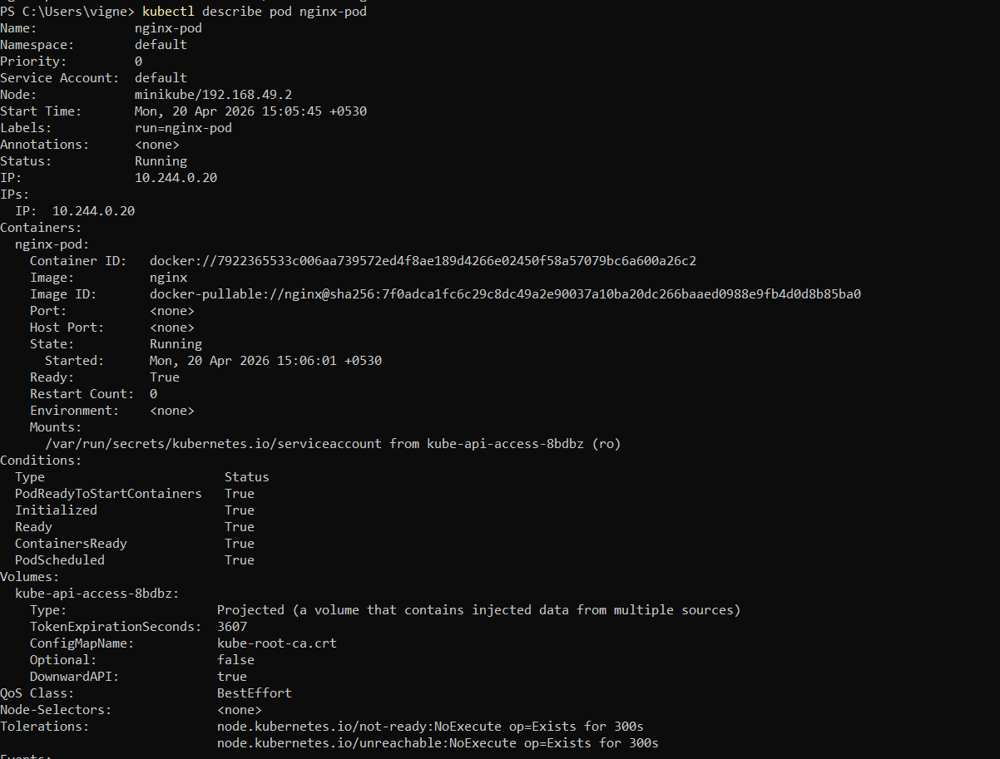 PS C:\Users\vigne> kubectl describe pod nginx-pod
Name:             nginx-pod
Namespace:        default
Priority:         0
Service Account:  default
Node:             minikube/192.168.49.2
Start Time:       Mon, 20 Apr 2026 15:05:45 +0530
Labels:           run=nginx-pod
Annotations:      <none>
Status:           Running
IP:               10.244.0.20
IPs:
  IP:  10.244.0.20
Containers:
  nginx-pod:
    Container ID:   docker://7922365533c006aa739572ed4f8ae189d4266e02450f58a57079bc6a600a26c2
    Image:          nginx
    Image ID:       docker-pullable://nginx@sha256:7f0adca1fc6c29c8dc49a2e90037a10ba20dc266baaed0988e9fb4d0d8b85ba0
    Port:           <none>
    Host Port:      <none>
    State:          Running
      Started:      Mon, 20 Apr 2026 15:06:01 +0530
    Ready:          True
    Restart Count:  0
    Environment:    <none>
    Mounts:
      /var/run/secrets/kubernetes.io/serviceaccount from kube-api-access-8bdbz (ro)
Conditions:
  Type                        Status
  PodReadyToStartContainers   True
  Initialized                 True
  Ready                       True
  ContainersReady             True
  PodScheduled                True
Volumes:
  kube-api-access-8bdbz:
    Type:                    Projected (a volume that contains injected data from multiple sources)
    TokenExpirationSeconds:  3607
    ConfigMapName:           kube-root-ca.crt
    Optional:                false
    DownwardAPI:             true
QoS Class:                   BestEffort
Node-Selectors:              <none>
Tolerations:                 node.kubernetes.io/not-ready:NoExecute op=Exists for 300s
                             node.kubernetes.io/unreachable:NoExecute op=Exists for 300s
Events: